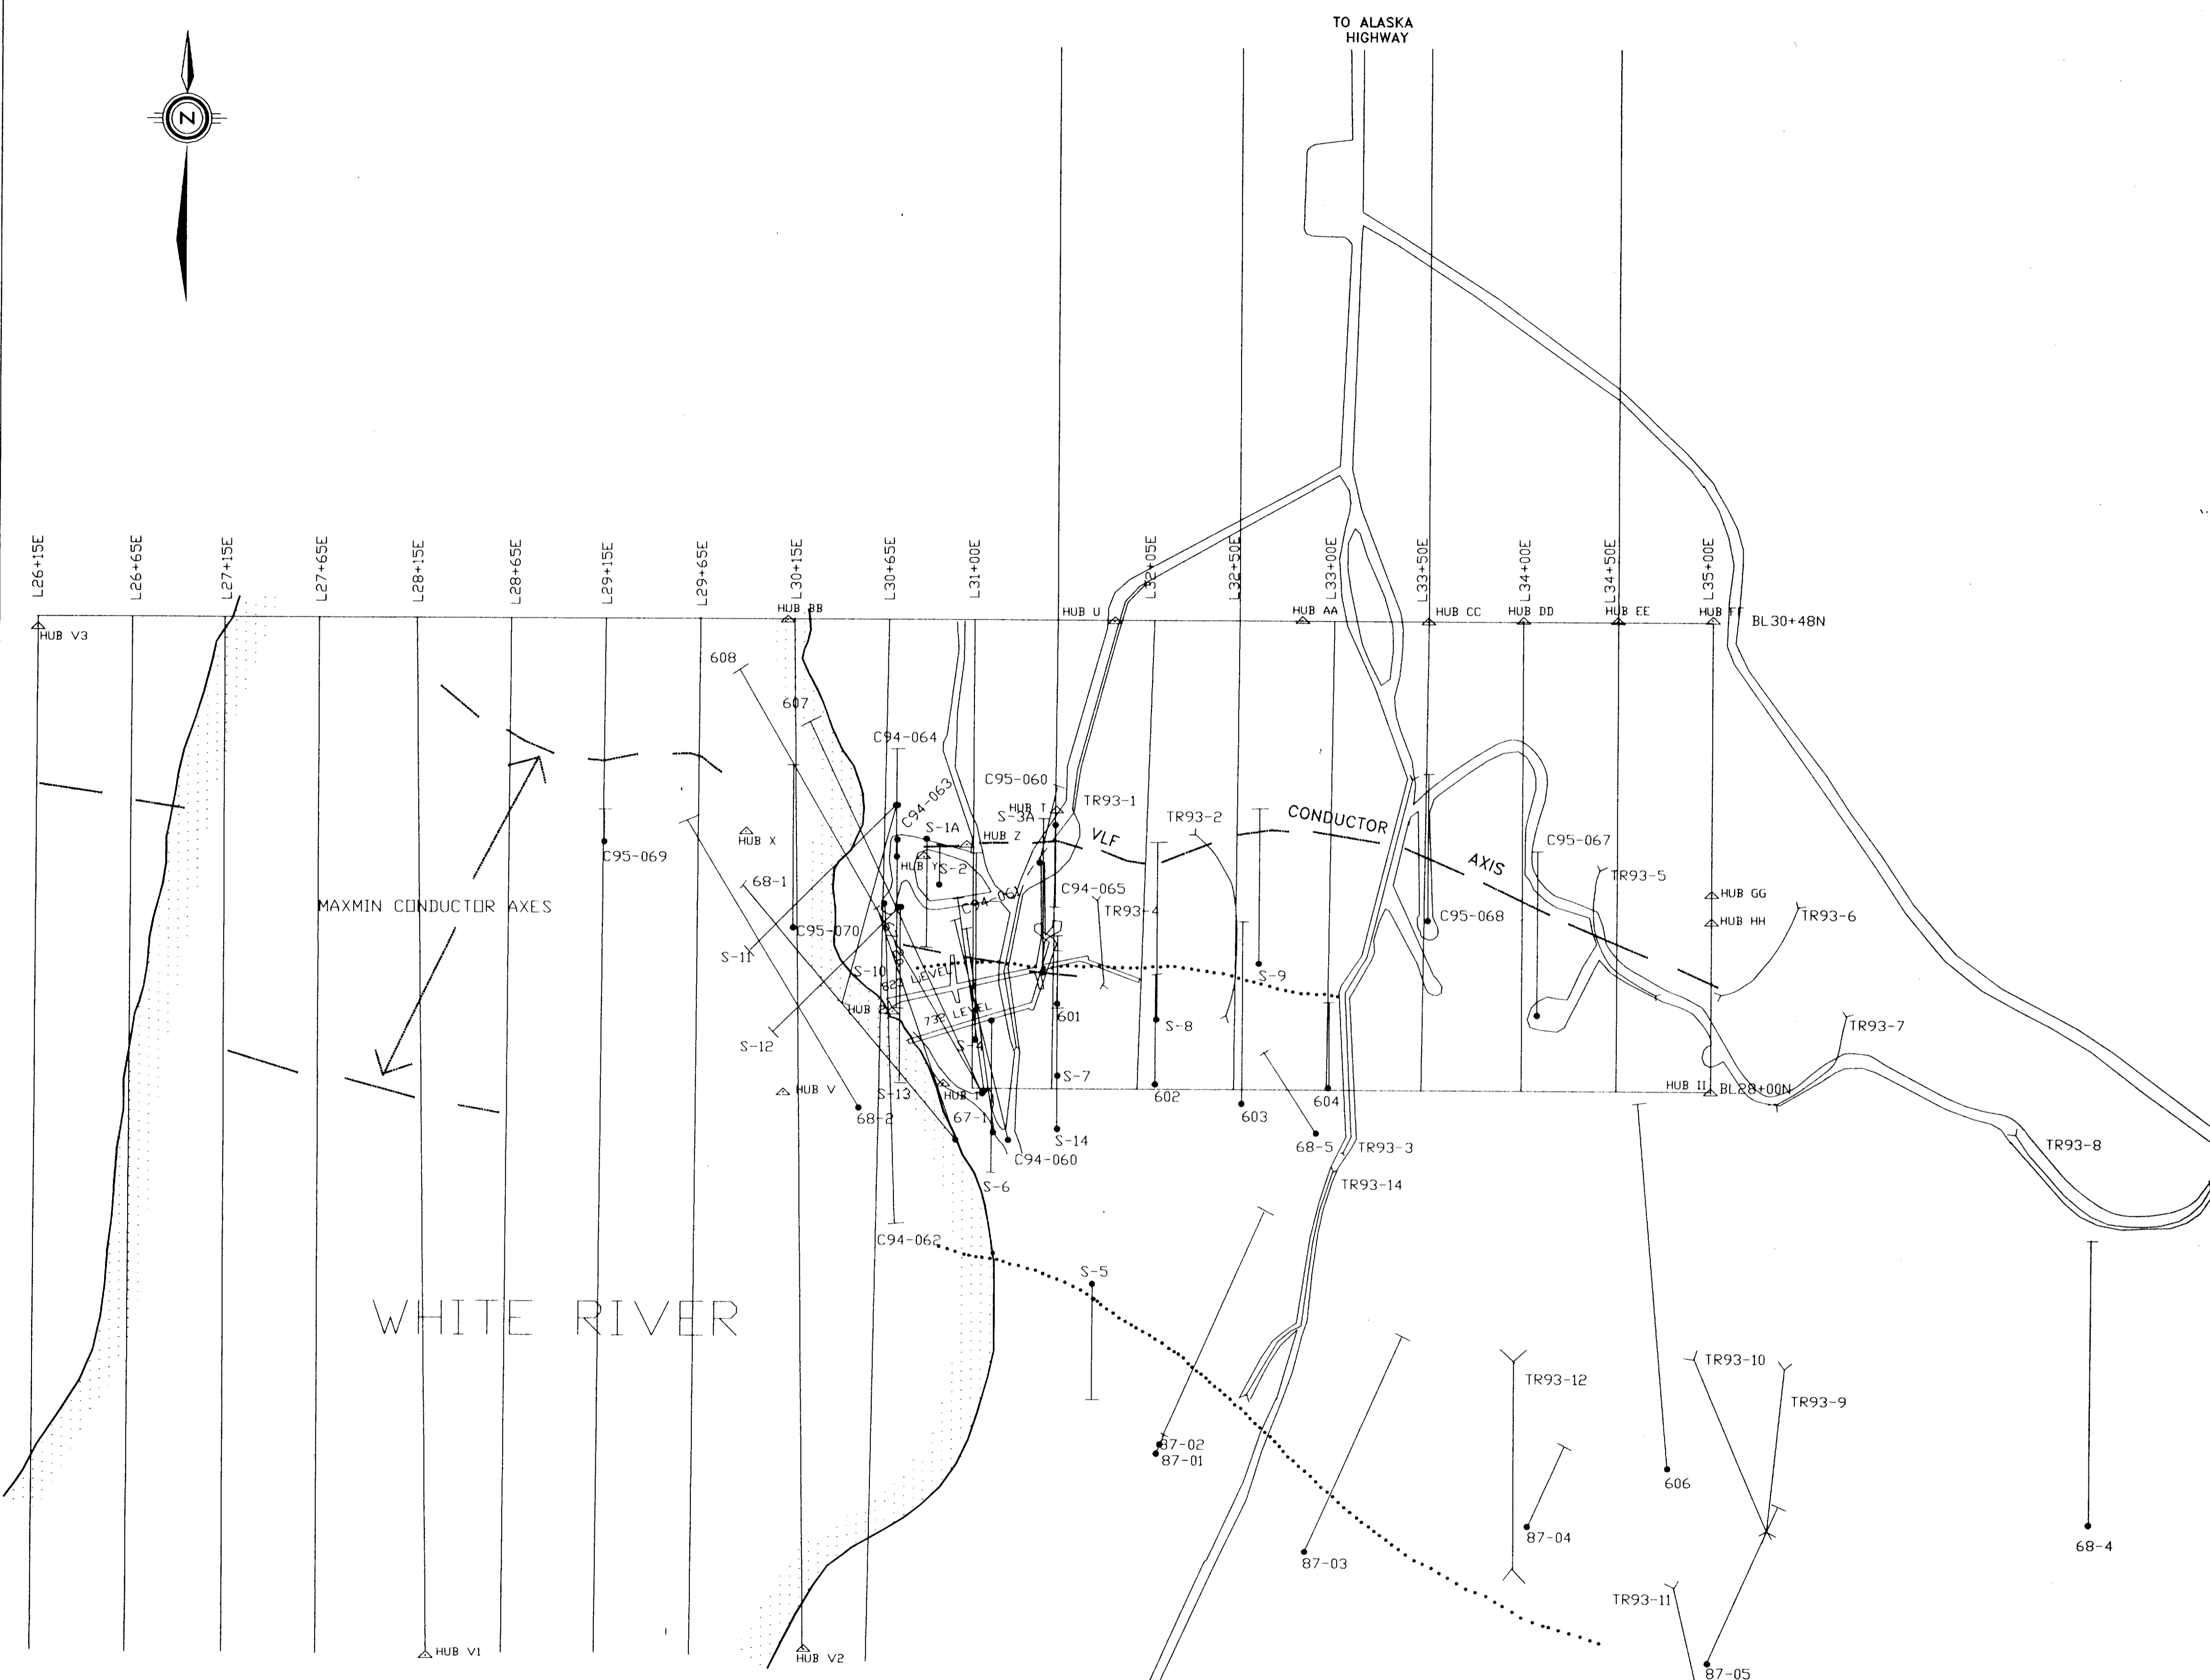 TO ALASKA
HIGHWAY
N
L26+15E
L26+65E
L27+15E
L27+65E
L28+15E
L28+65E
L29+15E
L29+65E
L30+15E
L30+65E
L31+00E
L32+05E
L32+50E
L33+00E
L33+50E
L34+00E
L34+50E
L35+00E
HUB V3
HUB BB
HUB U
HUB AA
HUB CC
HUB DD
HUB EE
HUB FF
BL30+48N
608
607
C94-064
C95-060
C94-063
HUB T
TR93-1
S-3A
TR93-2
CONDUCTOR
S-1A
HUB Z
VLF
HUB X
C95-069
HUB Y
S-2
AXIS
C95-067
TR93-5
68-1
C94-065
HUB GG
MAXMIN CONDUCTOR AXES
TR93-4
C95-068
TR93-6
HUB HH
C95-070
S-11
S-10
LEVEL
S-9
732 LEVEL
601
S-8
TR93-7
S-12
S-4
S-7
HUB V
S-13
602
604
HUB II
BL28+00N
68-2
67-1
603
S-14
68-5
TR93-3
TR93-8
C94-060
S-6
TR93-14
C94-062
S-5
WHITE RIVER
TR93-12
TR93-10
TR93-9
87-02
87-01
606
87-03
87-04
68-4
TR93-11
HUB V1
HUB V2
87-05